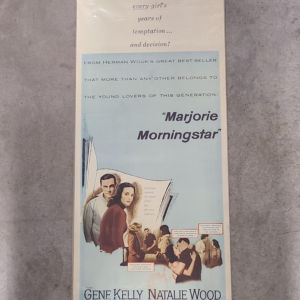 every girl's
years of
temptation...
and decision!
FROM HERMAN WOUK'S GREAT BEST-SELLER
THAT MORE THAN ANY OTHER BELONGS TO
THE YOUNG LOVERS OF THIS GENERATION.
"Marjorie
Morningstar"
GENE KELLY NATALIE WOOD